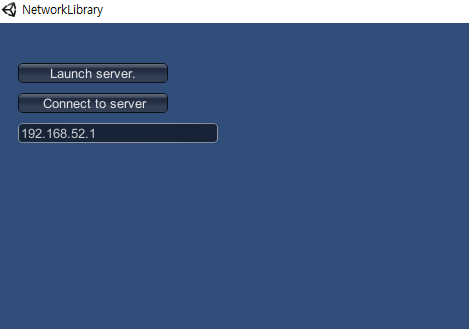 NetworkLibrary
Launch server.
Connect to server
192.168.52.1